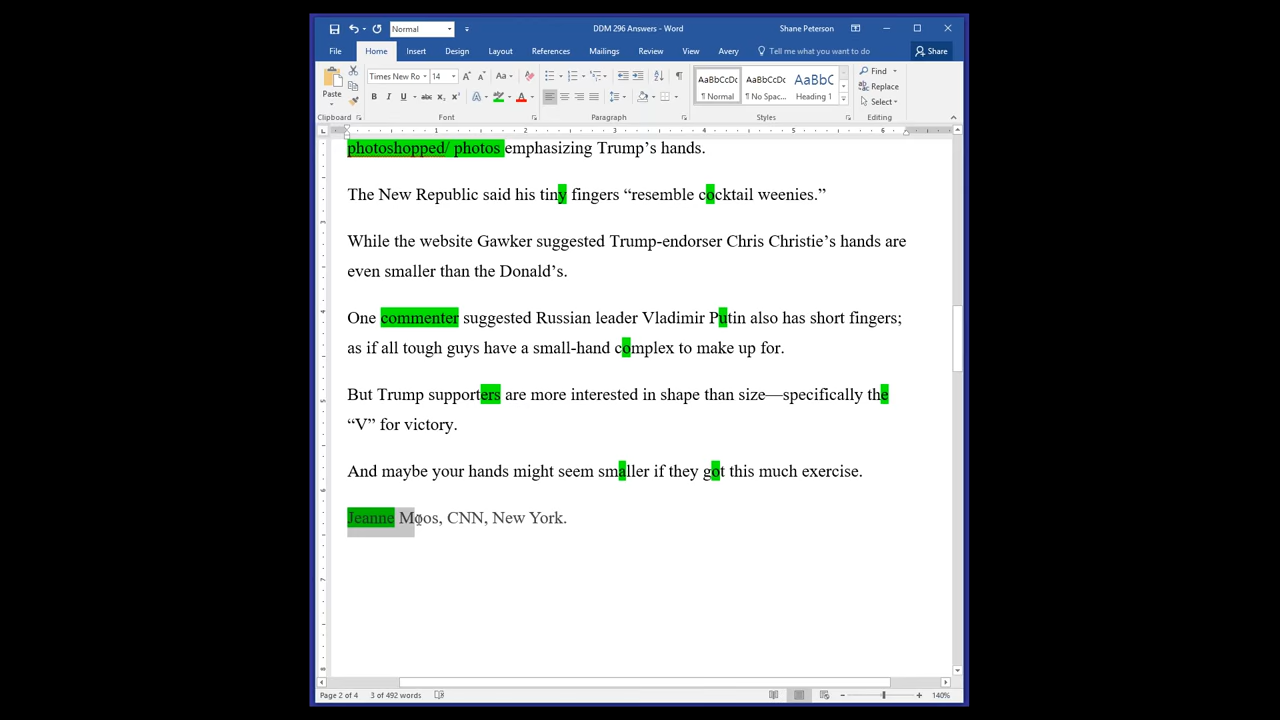 Normal
DDM 296 Answers - Word
Shane Peterson
File Home Insert Design Layout References Mailings Review View Avery Tell me what you want to do Share
Paste
Times New Ro 14 Aa
B I U abc X₂ X² A A
AaBbCcDc AaBbCcDc AaBbC
¶ Normal ¶ No Spac... Heading 1
Find
Replace
Select
Clipboard Font Paragraph Styles Editing
photoshopped/ photos emphasizing Trump’s hands.
The New Republic said his tiny fingers “resemble cocktail weenies.”
While the website Gawker suggested Trump-endorser Chris Christie’s hands are
even smaller than the Donald’s.
One commenter suggested Russian leader Vladimir Putin also has short fingers;
as if all tough guys have a small-hand complex to make up for.
But Trump supporters are more interested in shape than size—specifically the
“V” for victory.
And maybe your hands might seem smaller if they got this much exercise.
Jeanne Moos, CNN, New York.
Page 2 of 4 3 of 492 words 140%